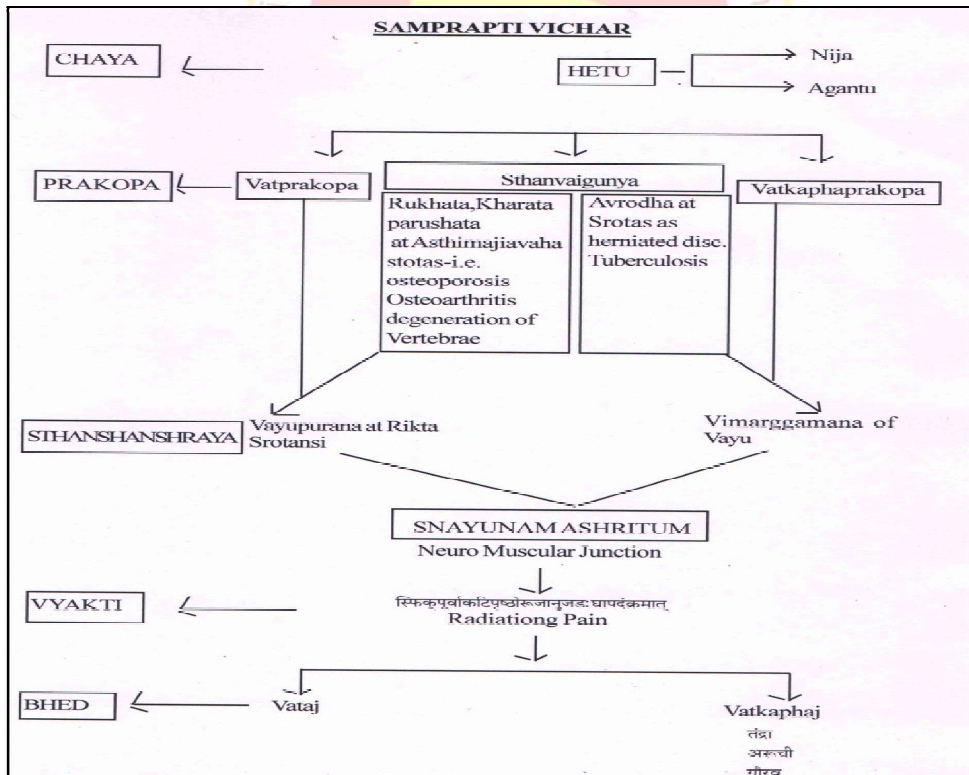 SAMPRAPTI VICHAR
CHAYA
HETU
Nija
Agantu
PRAKOPA
Vatprakopa
Sthanvaigunya
Vatkaphaprakopa
Rukhata,Kharata
parushata
at Asthimajjavaha
stotas-i.e.
osteoporosis
Osteoarthritis
degeneration of
Vertebrae
Avrodha at
Srotas as
herniated disc.
Tuberculosis
STHANSHANSHRAYA
Vayupurana at Rikta
Srotansi
Vimarggamana of
Vayu
SNAYUNAM ASHRITUM
Neuro Muscular Junction
VYAKTI
स्फिक्पूर्वाकटिपृष्ठोरूजानुजडःघापदंक्रमात्
Radiationg Pain
BHED
Vataj
Vatkaphaj
तंद्रा
अरूची
गौरव